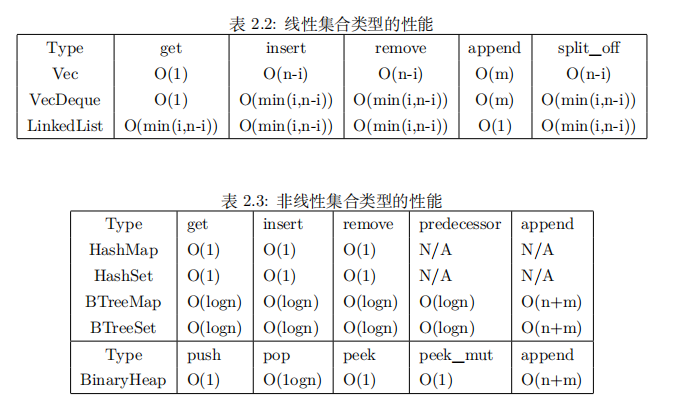 表 2.2: 线性集合类型的性能
Type get insert remove append split_off
Vec O(1) O(n-i) O(n-i) O(m) O(n-i)
VecDeque O(1) O(min(i,n-i)) O(min(i,n-i)) O(m) O(min(i,n-i))
LinkedList O(min(i,n-i)) O(min(i,n-i)) O(min(i,n-i)) O(1) O(min(i,n-i))
表 2.3: 非线性集合类型的性能
Type get insert remove predecessor append
HashMap O(1) O(1) O(1) N/A N/A
HashSet O(1) O(1) O(1) N/A N/A
BTreeMap O(logn) O(logn) O(logn) O(logn) O(n+m)
BTreeSet O(logn) O(logn) O(logn) O(logn) O(n+m)
Type push pop peek peek_mut append
BinaryHeap O(1) O(1ogn) O(1) O(1) O(n+m)